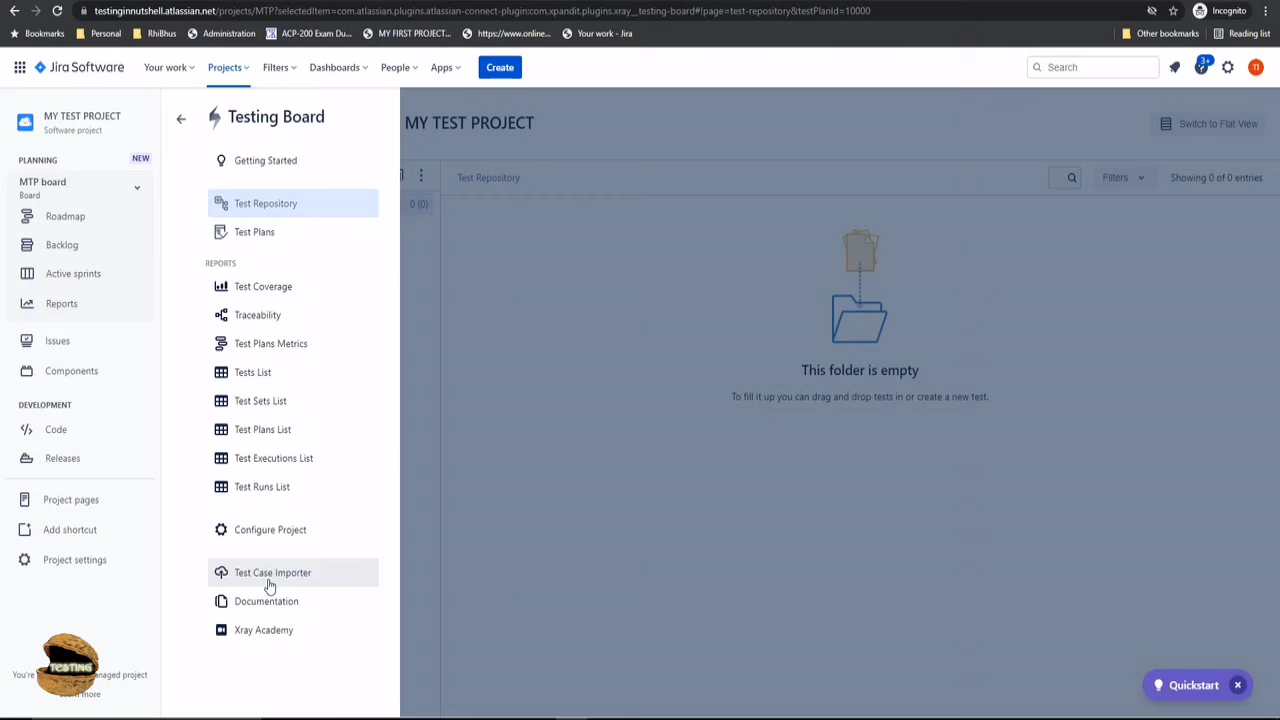 testinginnutshell.atlassian.net/projects/MTP?selectedItem=com.atlassian.plugins.atlassian-connect-plugin:com.xpandit.plugins.xray__testing-board#!page=test-repository&testPlanId=10000
Incognito
Bookmarks Personal RhiBhus Administration ACP-200 Exam Du... MY FIRST PROJECT... https://www.online... Your work - Jira Other bookmarks Reading list
Jira Software Your work Projects Filters Dashboards People Apps Create Search 3+ TI
MY TEST PROJECT
Software project
PLANNING NEW
MTP board
Board
Roadmap
Backlog
Active sprints
Reports
Issues
Components
DEVELOPMENT
Code
Releases
Project pages
Add shortcut
Project settings
TESTING
You're
naged project
more
Testing Board
Getting Started
Test Repository
Test Plans
REPORTS
Test Coverage
Traceability
Test Plans Metrics
Tests List
Test Sets List
Test Plans List
Test Executions List
Test Runs List
Configure Project
Test Case Importer
Documentation
Xray Academy
MY TEST PROJECT
Switch to Flat View
0 (0)
Test Repository
Filters
Showing 0 of 0 entries
This folder is empty
To fill it up you can drag and drop tests in or create a new test.
Quickstart